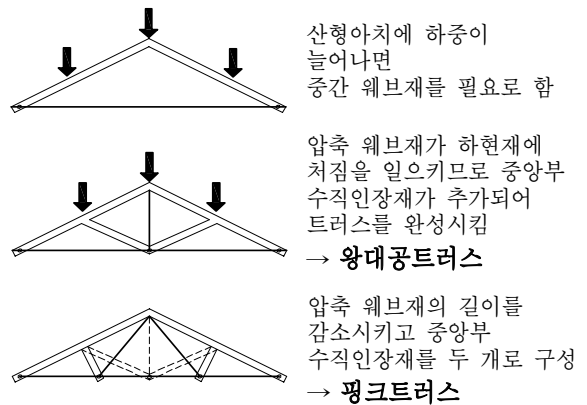 산형아치에 하중이
늘어나면
중간 웨브재를 필요로 함
압축 웨브재가 하현재에
처짐을 일으키므로 중앙부
수직인장재가 추가되어
트러스를 완성시킴
→ 왕대공트러스
압축 웨브재의 길이를
감소시키고 중앙부
수직인장재를 두 개로 구성
→ 핑크트러스